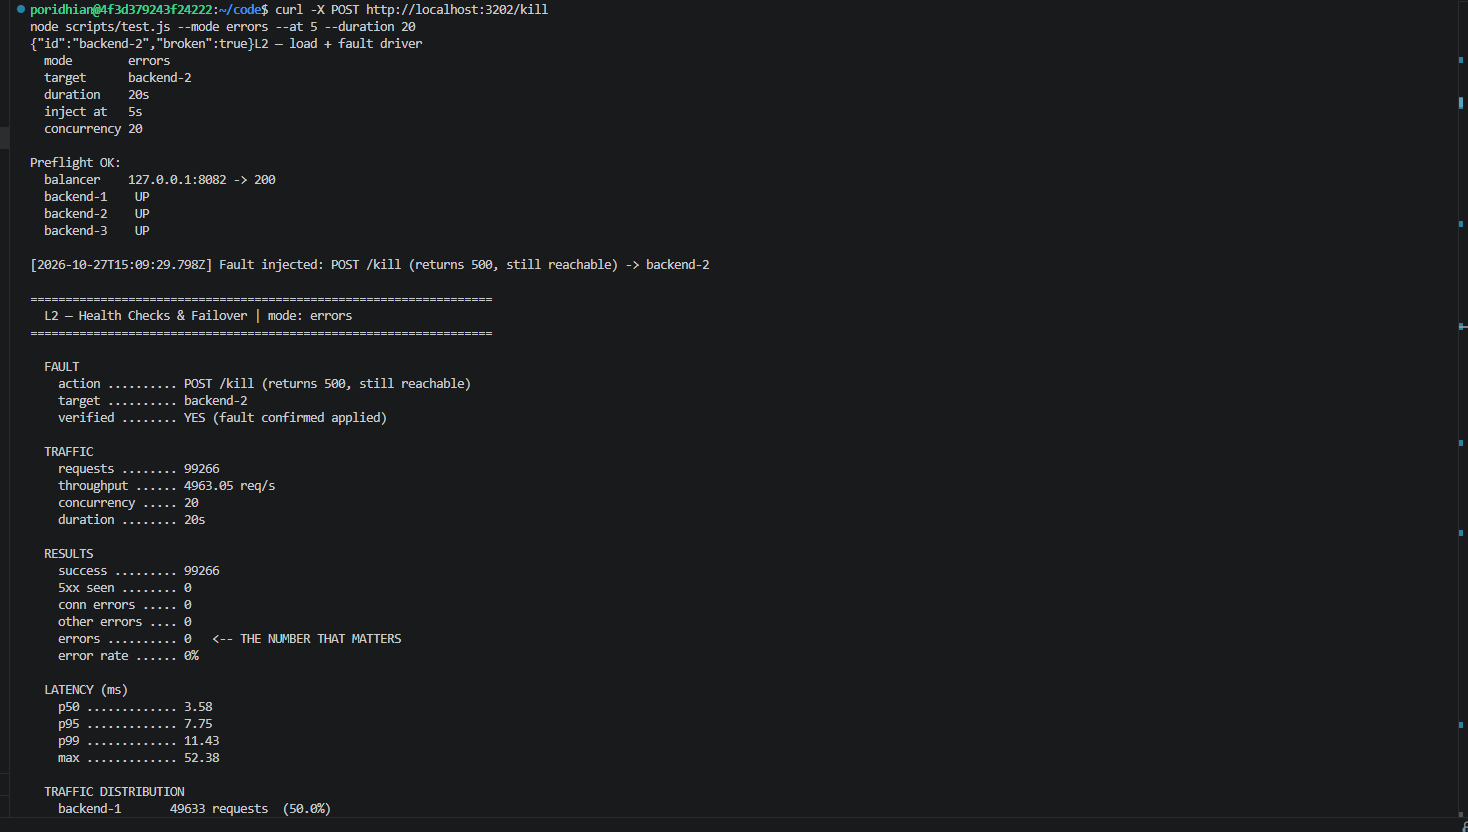 poridhian@4f3d379243f24222:~/code$ curl -X POST http://localhost:3202/kill
node scripts/test.js --mode errors --at 5 --duration 20
{"id":"backend-2","broken":true}L2 — load + fault driver
mode errors
target backend-2
duration 20s
inject at 5s
concurrency 20
Preflight OK:
balancer 127.0.0.1:8082 -> 200
backend-1 UP
backend-2 UP
backend-3 UP
[2026-10-27T15:09:29.798Z] Fault injected: POST /kill (returns 500, still reachable) -> backend-2
==================================================================
L2 — Health Checks & Failover | mode: errors
==================================================================
FAULT
action .......... POST /kill (returns 500, still reachable)
target .......... backend-2
verified ........ YES (fault confirmed applied)
TRAFFIC
requests ........ 99266
throughput ...... 4963.05 req/s
concurrency ..... 20
duration ........ 20s
RESULTS
success ......... 99266
5xx seen ........ 0
conn errors ..... 0
other errors .... 0
errors .......... 0 <-- THE NUMBER THAT MATTERS
error rate ...... 0%
LATENCY (ms)
p50 ............. 3.58
p95 ............. 7.75
p99 ............. 11.43
max ............. 52.38
TRAFFIC DISTRIBUTION
backend-1 49633 requests (50.0%)